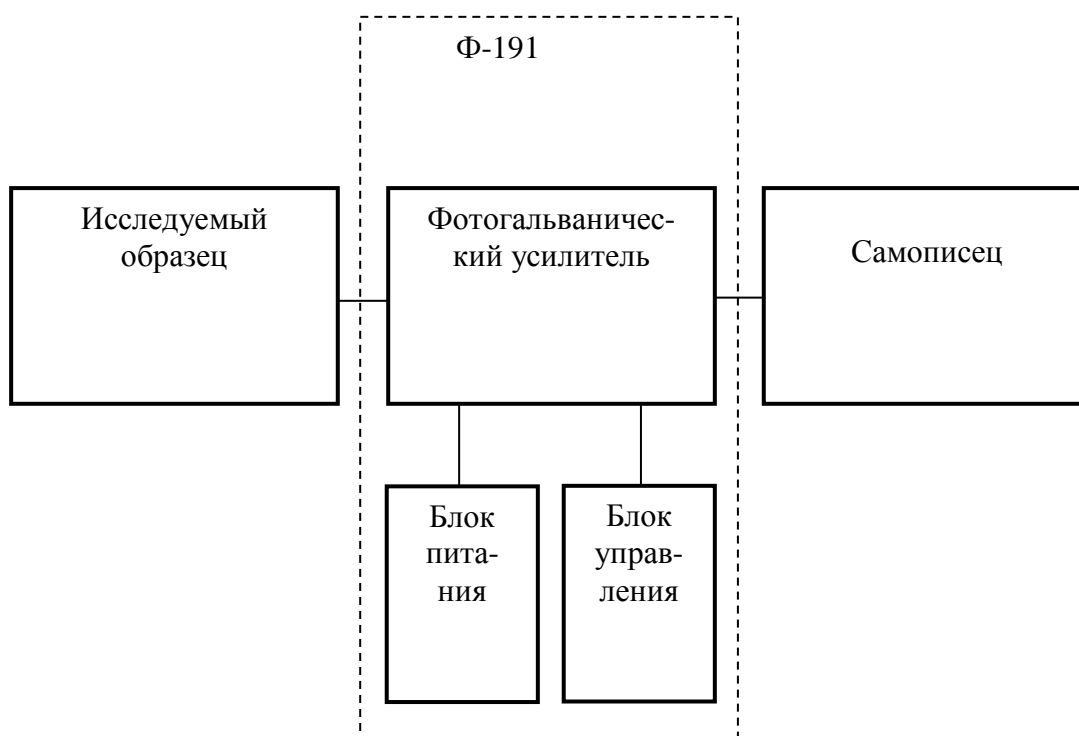 Ф-191
Исследуемый
образец
Фотогальваничес-
кий усилитель
Самописец
Блок
пита-
ния
Блок
управ-
ления